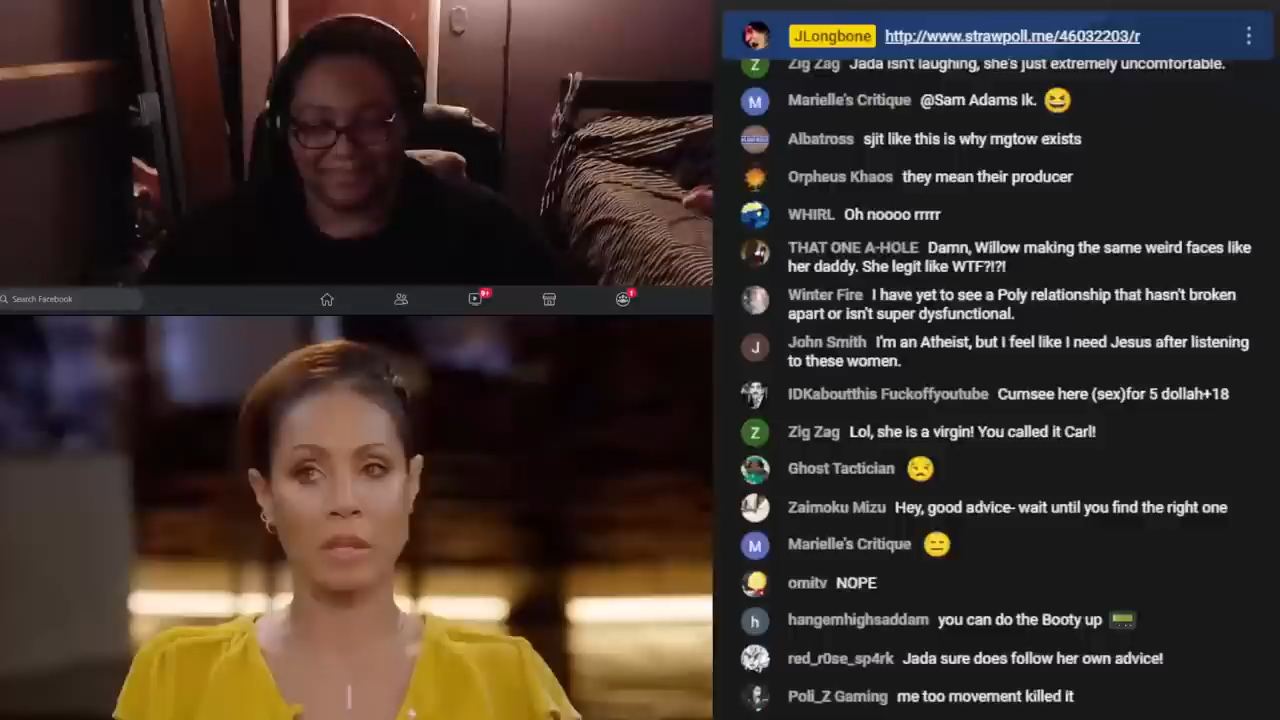 JLongbone http://www.strawpoll.me/46032203/r
Z Zig Zag Jada isn't laughing, she's just extremely uncomfortable.
M Marielle's Critique @Sam Adams Ik.
Albatross sjit like this is why mgtow exists
Orpheus Khaos they mean their producer
WHIRL Oh noooo rrrrr
THAT ONE A-HOLE Damn, Willow making the same weird faces like
her daddy. She legit like WTF?!?!
Search Facebook
9+
1
Winter Fire I have yet to see a Poly relationship that hasn't broken
apart or isn't super dysfunctional.
J John Smith I'm an Atheist, but I feel like I need Jesus after listening
to these women.
IDKaboutthis Fuckoffyoutube Cumsee here (sex)for 5 dollah+18
Z Zig Zag Lol, she is a virgin! You called it Carl!
Ghost Tactician
Zaimoku Mizu Hey, good advice- wait until you find the right one
M Marielle's Critique
omitv NOPE
h hangemhighsaddam you can do the Booty up
red_r0se_sp4rk Jada sure does follow her own advice!
Poli_Z Gaming me too movement killed it